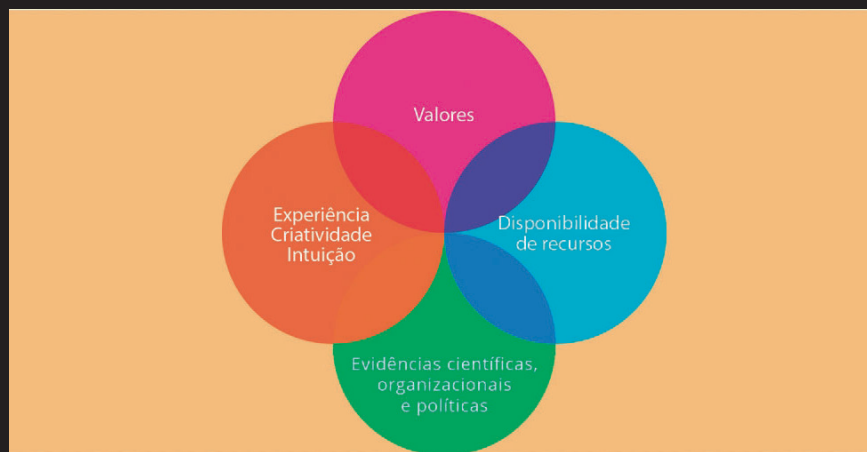 Valores
Experiência
Criatividade
Intuição
Disponibilidade
de recursos
Evidências científicas,
organizacionais
e políticas